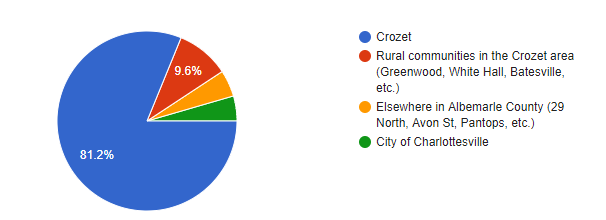 Crozet
Rural communities in the Crozet area
(Greenwood, White Hall, Batesville,
etc.)
Elsewhere in Albemarle County (29
North, Avon St, Pantops, etc.)
City of Charlottesville
9.6%
81.2%